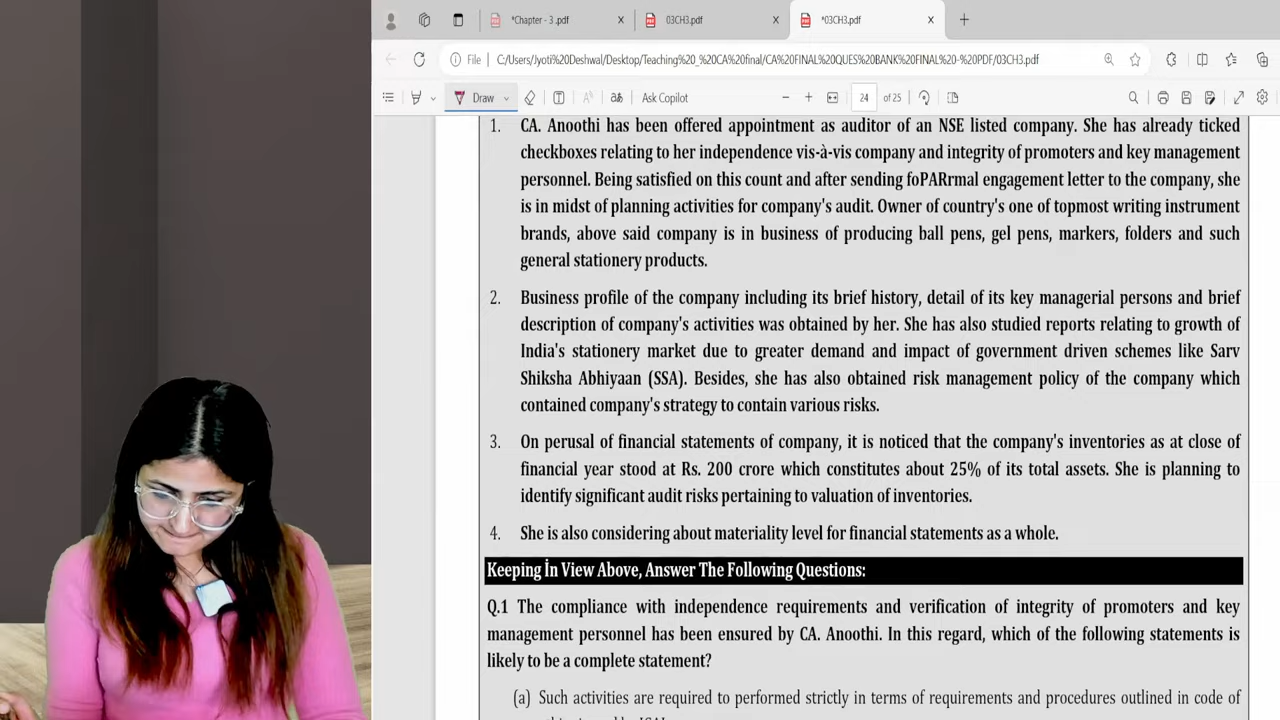 *Chapter - 3 .pdf
03CH3.pdf
*03CH3.pdf
File
C:/Users/Jyoti%20Deshwal/Desktop/Teaching%20_%20CA%20final/CA%20FINAL%20QUES%20BANK%20FINAL%20-%20PDF/03CH3.pdf
Draw
Ask Copilot
24 of 25
1. CA. Anoothi has been offered appointment as auditor of an NSE listed company. She has already ticked
checkboxes relating to her independence vis-à-vis company and integrity of promoters and key management
personnel. Being satisfied on this count and after sending foPARrmal engagement letter to the company, she
is in midst of planning activities for company's audit. Owner of country's one of topmost writing instrument
brands, above said company is in business of producing ball pens, gel pens, markers, folders and such
general stationery products.
2. Business profile of the company including its brief history, detail of its key managerial persons and brief
description of company's activities was obtained by her. She has also studied reports relating to growth of
India's stationery market due to greater demand and impact of government driven schemes like Sarv
Shiksha Abhiyaan (SSA). Besides, she has also obtained risk management policy of the company which
contained company's strategy to contain various risks.
3. On perusal of financial statements of company, it is noticed that the company's inventories as at close of
financial year stood at Rs. 200 crore which constitutes about 25% of its total assets. She is planning to
identify significant audit risks pertaining to valuation of inventories.
4. She is also considering about materiality level for financial statements as a whole.
Keeping İn View Above, Answer The Following Questions:
Q.1 The compliance with independence requirements and verification of integrity of promoters and key
management personnel has been ensured by CA. Anoothi. In this regard, which of the following statements is
likely to be a complete statement?
(a) Such activities are required to performed strictly in terms of requirements and procedures outlined in code of